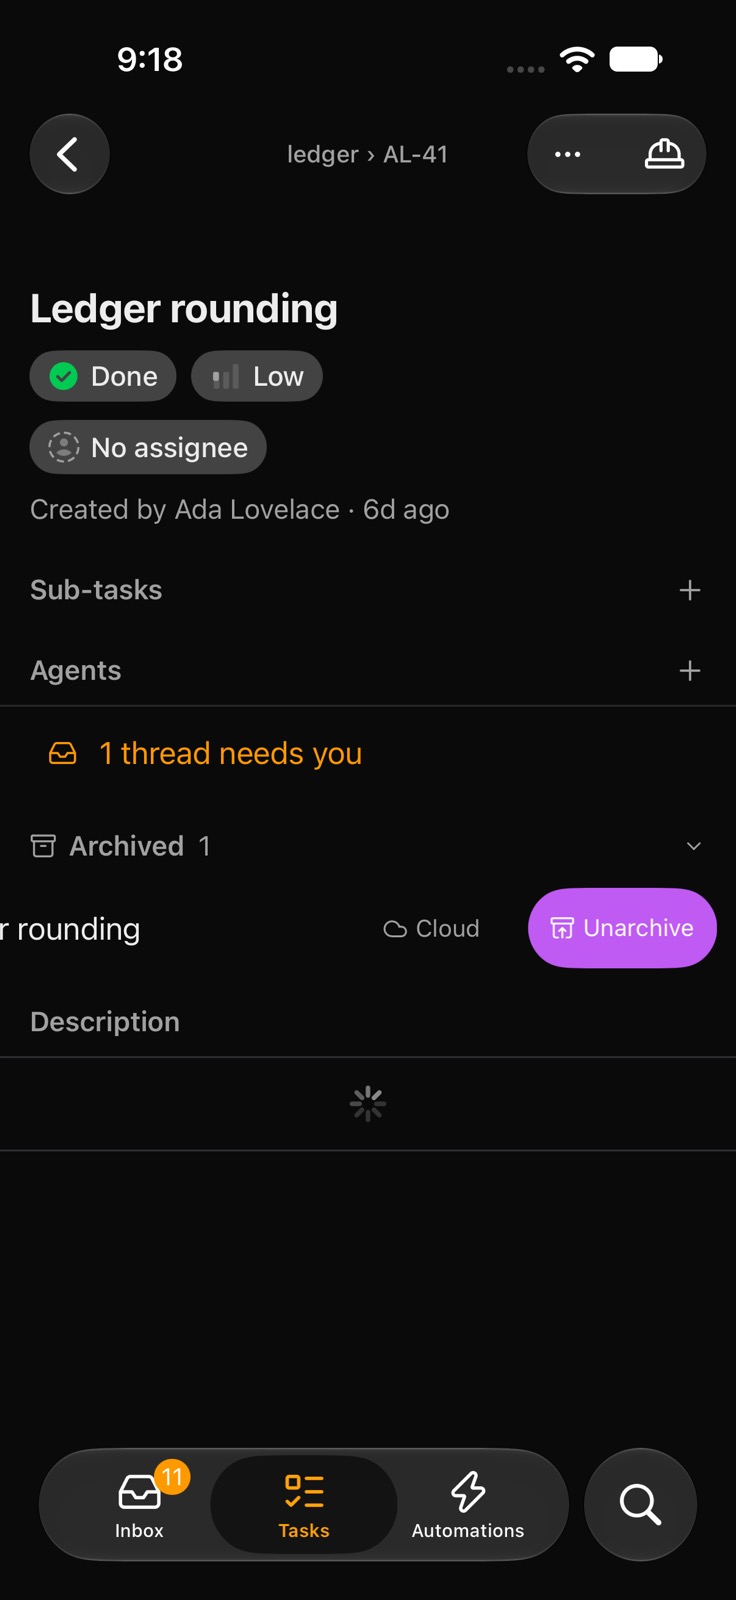 9:18
ledger › AL-41
Ledger rounding
Done
Low
No assignee
Created by Ada Lovelace · 6d ago
Sub-tasks
Agents
1 thread needs you
Archived 1
r rounding
Cloud
Unarchive
Description
11
Inbox
Tasks
Automations